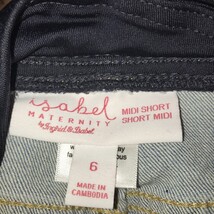 isabel
MATERNITY
by Ingrid & Isabel
MIDI SHORT
SHORT MIDI
6
MADE IN
CAMBODIA